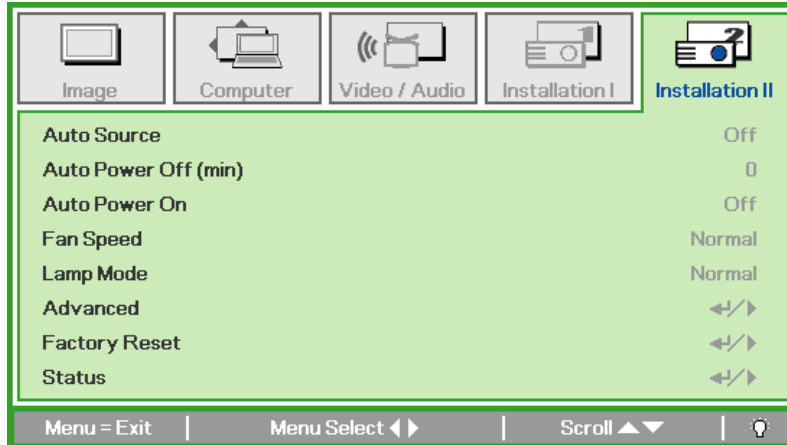 Image Computer Video / Audio Installation I Installation II
Auto Source Off
Auto Power Off (min) 0
Auto Power On Off
Fan Speed Normal
Lamp Mode Normal
Advanced
Factory Reset
Status
Menu = Exit Menu Select Scroll